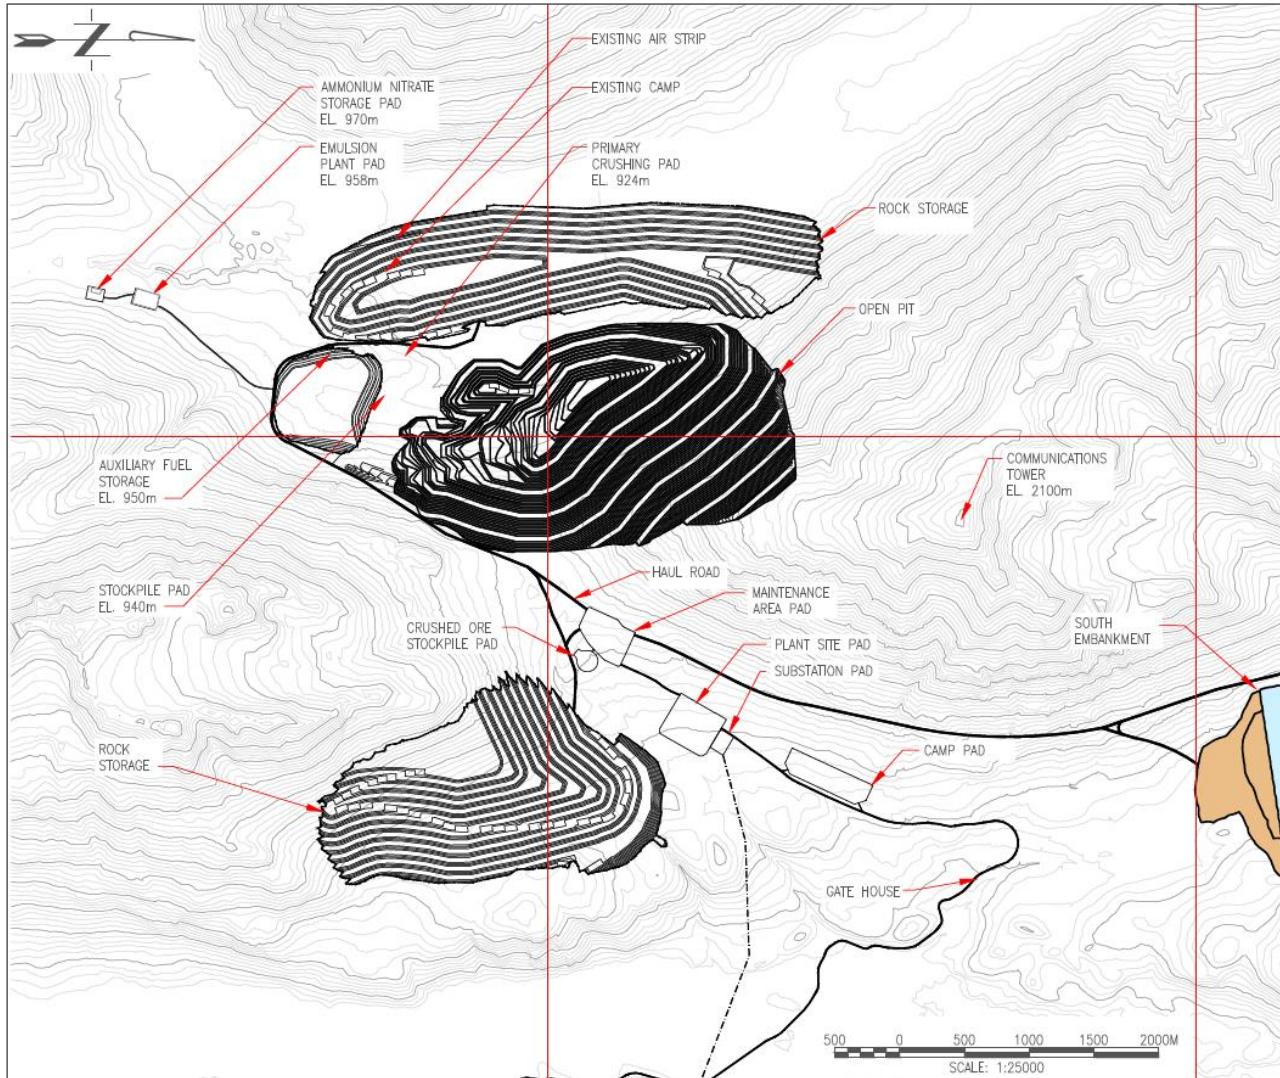 N
EXISTING AIR STRIP
AMMONIUM NITRATE
STORAGE PAD
EL. 970m
EXISTING CAMP
EMULSION
PLANT PAD
EL. 958m
PRIMARY
CRUSHING PAD
EL. 924m
ROCK STORAGE
OPEN PIT
AUXILIARY FUEL
STORAGE
EL. 950m
COMMUNICATIONS
TOWER
EL. 2100m
STOCKPILE PAD
EL. 940m
HAUL ROAD
MAINTENANCE
AREA PAD
CRUSHED ORE
STOCKPILE PAD
PLANT SITE PAD
SUBSTATION PAD
SOUTH
EMBANKMENT
ROCK
STORAGE
CAMP PAD
GATE HOUSE
500 0 500 1000 1500 2000M
SCALE: 1:25000